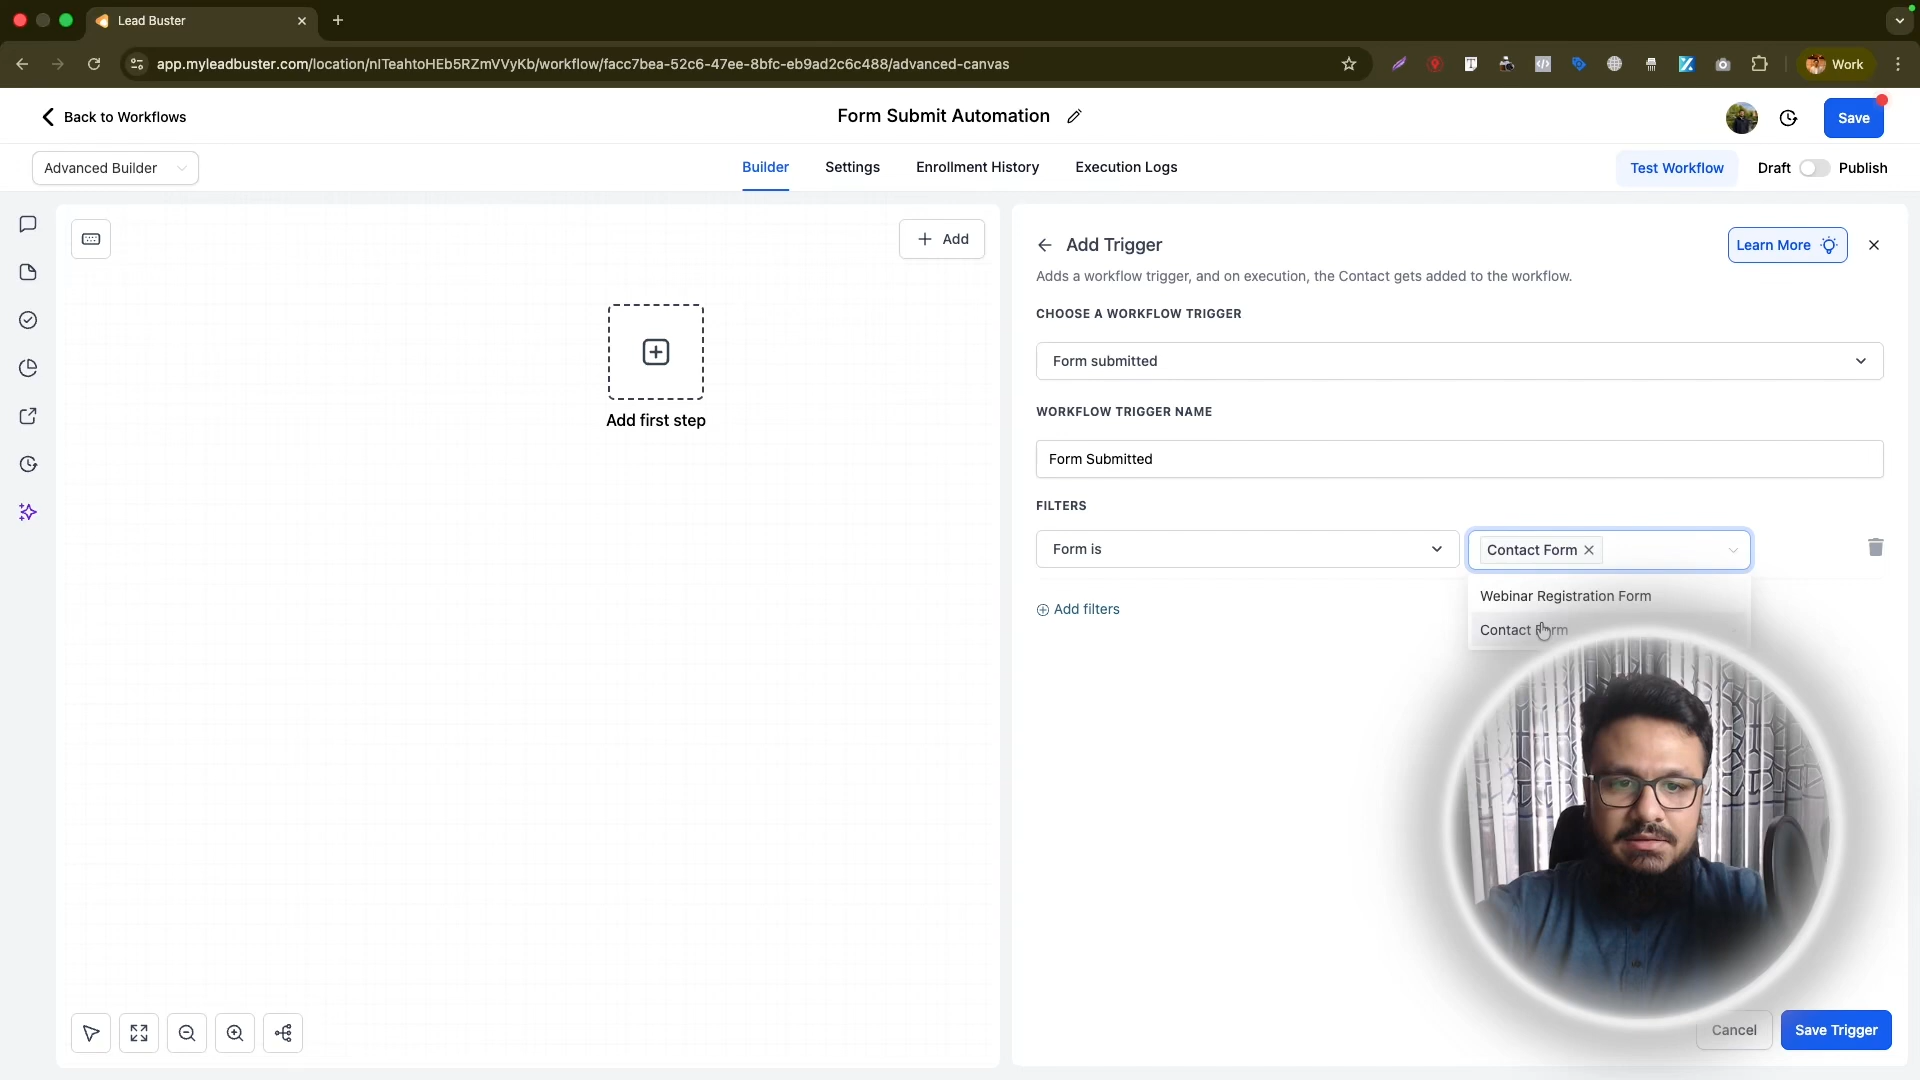 Lead Buster
app.myleadbuster.com/location/nITeahtoHEb5RZmVVyKb/workflow/facc7bea-52c6-47ee-8bfc-eb9ad2c6c488/advanced-canvas
Work
Back to Workflows
Form Submit Automation
Save
Advanced Builder
Builder
Settings
Enrollment History
Execution Logs
Test Workflow
Draft
Publish
Add
Add first step
Add Trigger
Learn More
Adds a workflow trigger, and on execution, the Contact gets added to the workflow.
CHOOSE A WORKFLOW TRIGGER
Form submitted
WORKFLOW TRIGGER NAME
Form Submitted
FILTERS
Form is
Contact Form
Webinar Registration Form
Contact Form
Add filters
Cancel
Save Trigger